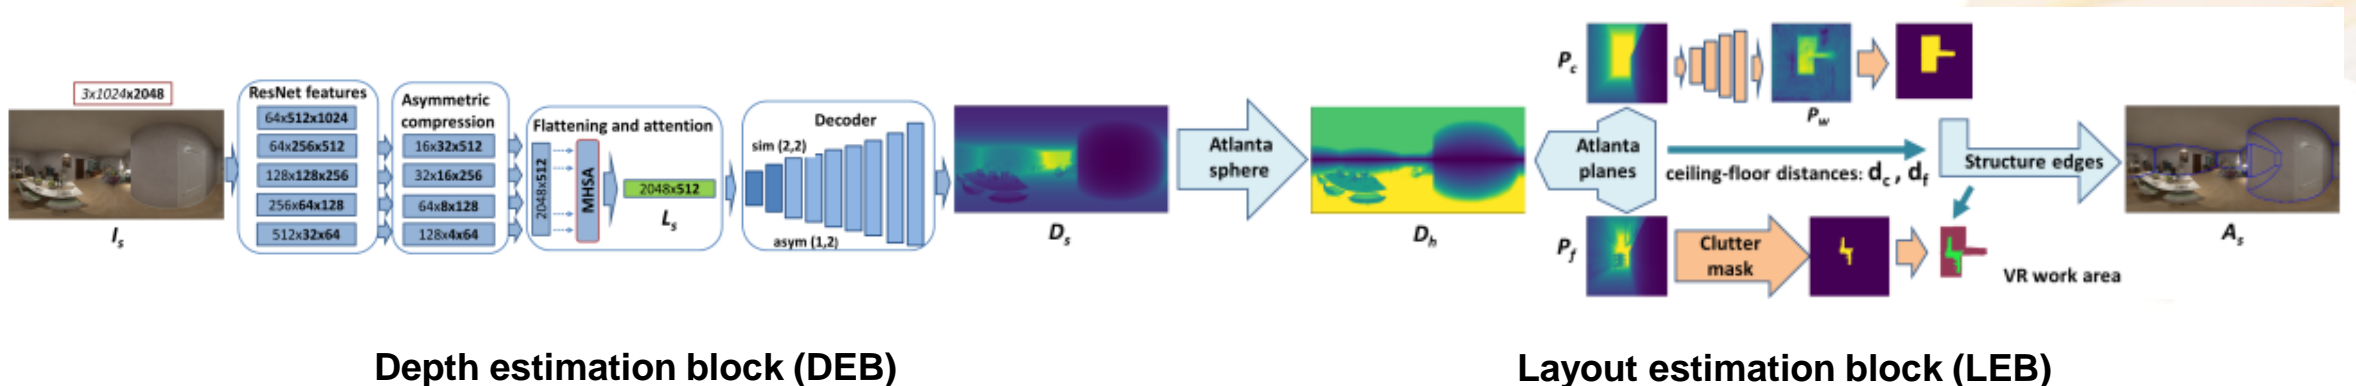 3x1024x2048
I_s
ResNet features
64x512x1024
64x256x512
128x128x256
256x64x128
512x32x64
Asymmetric
compression
16x32x512
32x16x256
64x8x128
128x4x64
Flattening and attention
2048x512
MHSA
2048x512
L_s
Decoder
sim (2,2)
asym (1,2)
D_s
Atlanta
sphere
D_h
Atlanta
planes
P_c
P_w
ceiling-floor distances: d_c , d_f
P_f
Clutter
mask
VR work area
Structure edges
A_s
Depth estimation block (DEB)
Layout estimation block (LEB)